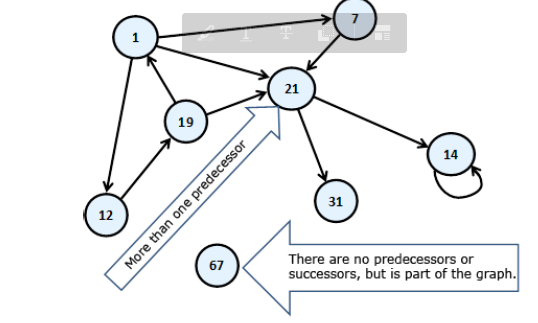 1
7
21
19
14
12
31
67
More than one predecessor
There are no predecessors or
successors, but is part of the graph.